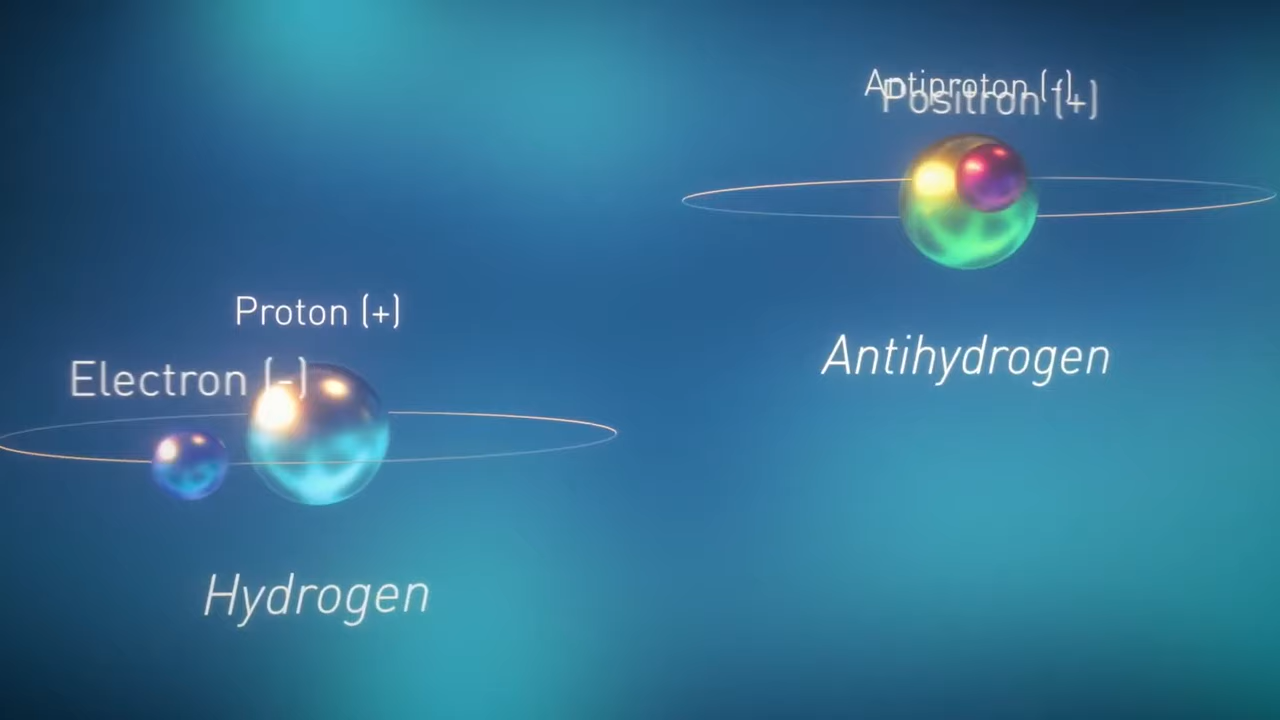 Antiproton (-)
Positron (+)
Proton (+)
Electron (-)
Antihydrogen
Hydrogen